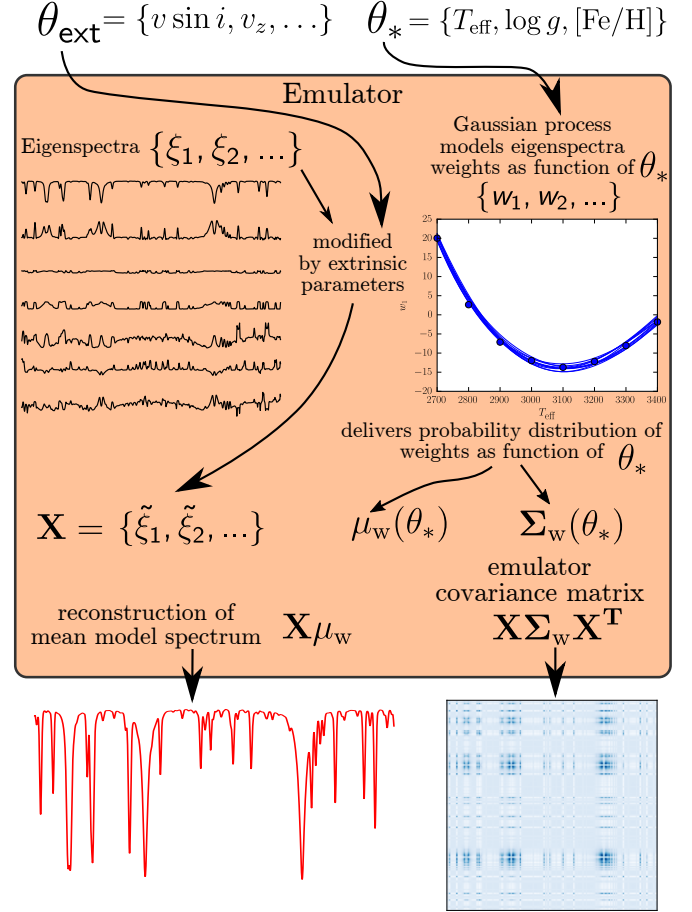 θ_ext = {v sin i, v_z, . . .}
θ_* = {T_eff, log g, [Fe/H]}
Emulator
Eigenspectra {ξ_1, ξ_2, ...}
modified
by extrinsic
parameters
Gaussian process
models eigenspectra
weights as function of θ_*
{w_1, w_2, ...}
25
20
15
10
5
0
−5
−10
−15
−20
w_1
2700 2800 2900 3000 3100 3200 3300 3400
T_eff
delivers probability distribution of
weights as function of θ_*
X = {ξ̃_1, ξ̃_2, ...}
μ_w(θ_*)
Σ_w(θ_*)
emulator
covariance matrix
XΣ_wX^T
reconstruction of
mean model spectrum Xμ_w